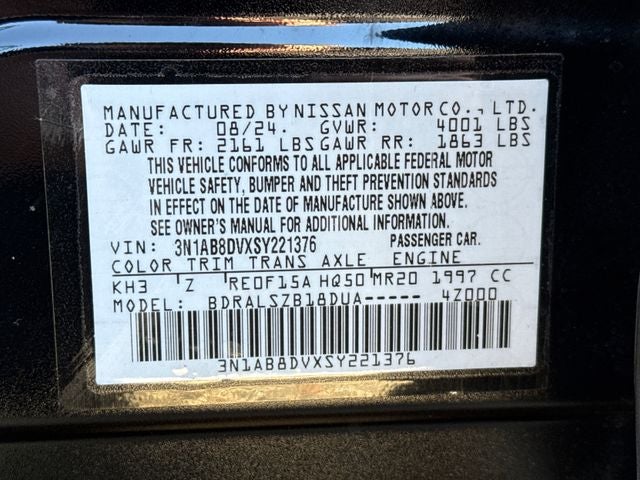 MANUFACTURED BY NISSAN MOTOR CO., LTD.
DATE: 08/24. GVWR: 4001 LBS
GAWR FR: 2161 LBS GAWR RR: 1863 LBS
THIS VEHICLE CONFORMS TO ALL APPLICABLE FEDERAL MOTOR
VEHICLE SAFETY, BUMPER AND THEFT PREVENTION STANDARDS
IN EFFECT ON THE DATE OF MANUFACTURE SHOWN ABOVE.
SEE OWNER'S MANUAL FOR ADDITIONAL INFORMATION.
VIN: 3N1AB8DVXSY221376 PASSENGER CAR.
COLOR TRIM TRANS AXLE ENGINE
KH3 Z RE0F15A HQ50 MR20 1997 CC
MODEL: BDRALSZB18DUA----- 4Z000
3N1AB8DVXSY221376